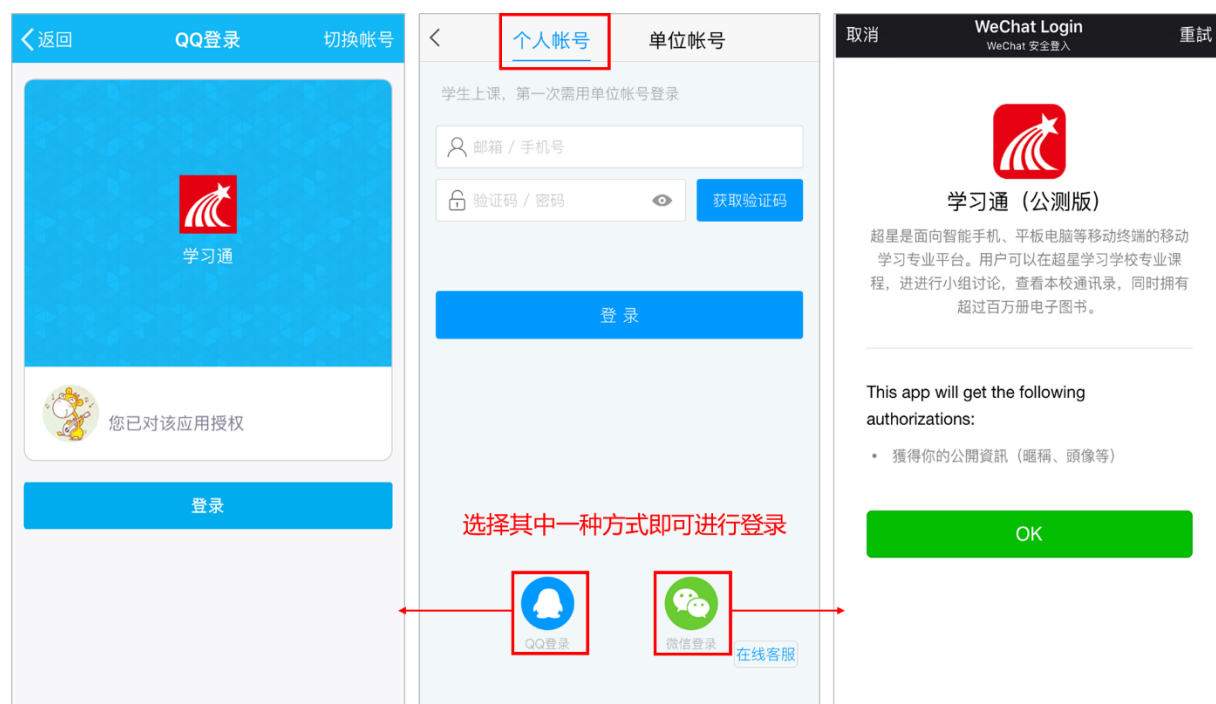 返回
QQ登录
切换帐号
学习通
您已对该应用授权
登录
个人帐号
单位帐号
学生上课，第一次需用单位帐号登录
邮箱 / 手机号
验证码 / 密码
获取验证码
登 录
选择其中一种方式即可进行登录
QQ登录
微信登录
在线客服
取消
WeChat Login
WeChat 安全登入
重試
学习通（公测版）
超星是面向智能手机、平板电脑等移动终端的移动
学习专业平台。用户可以在超星学习学校专业课
程，进进行小组讨论，查看本校通讯录，同时拥有
超过百万册电子图书。
This app will get the following
authorizations:
• 獲得你的公開資訊（暱稱、頭像等）
OK